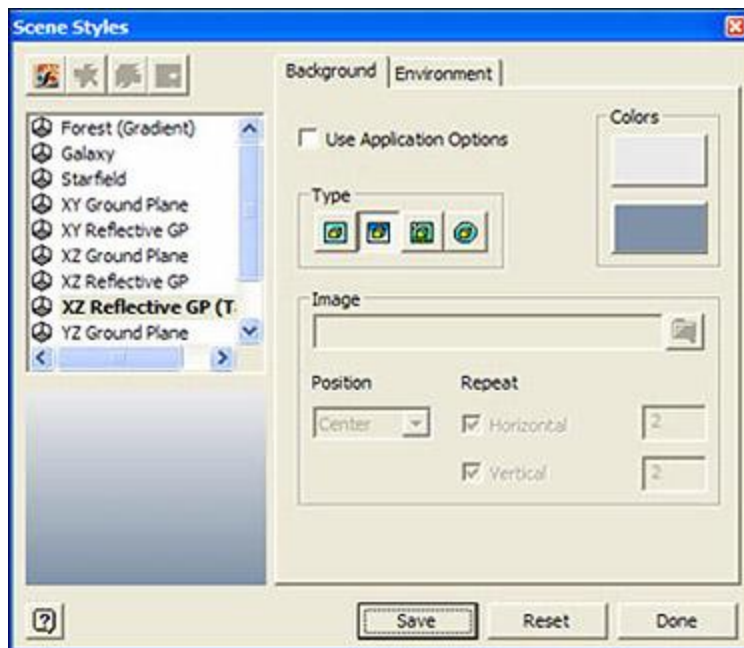 Scene Styles
Background
Environment
Forest (Gradient)
Galaxy
Starfield
XY Ground Plane
XY Reflective GP
XZ Ground Plane
XZ Reflective GP
XZ Reflective GP (T
YZ Ground Plane
Use Application Options
Colors
Type
Image
Position
Repeat
Center
Horizontal
2
Vertical
2
Save
Reset
Done